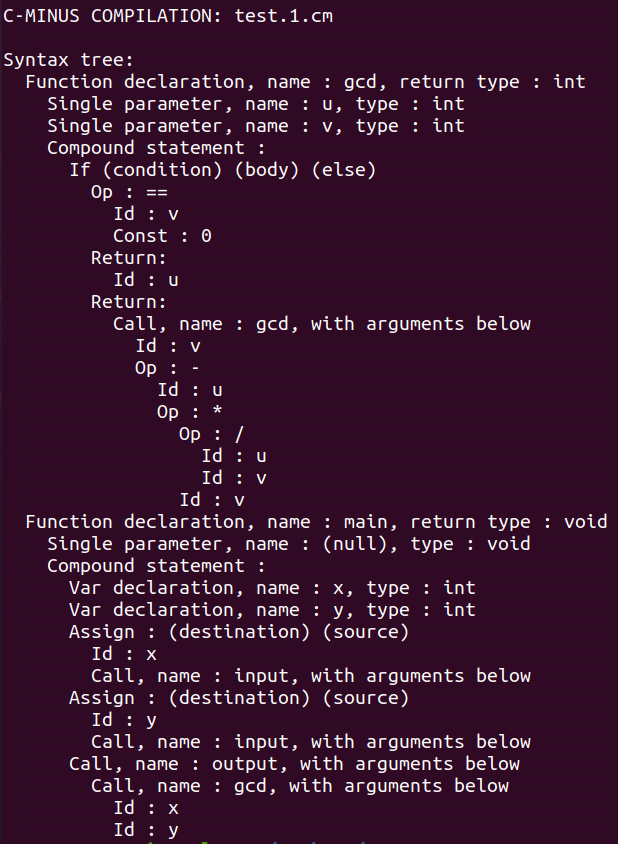 C-MINUS COMPILATION: test.1.cm
Syntax tree:
Function declaration, name : gcd, return type : int
Single parameter, name : u, type : int
Single parameter, name : v, type : int
Compound statement :
If (condition) (body) (else)
Op : ==
Id : v
Const : 0
Return:
Id : u
Return:
Call, name : gcd, with arguments below
Id : v
Op : -
Id : u
Op : *
Op : /
Id : u
Id : v
Id : v
Function declaration, name : main, return type : void
Single parameter, name : (null), type : void
Compound statement :
Var declaration, name : x, type : int
Var declaration, name : y, type : int
Assign : (destination) (source)
Id : x
Call, name : input, with arguments below
Assign : (destination) (source)
Id : y
Call, name : input, with arguments below
Call, name : output, with arguments below
Call, name : gcd, with arguments below
Id : x
Id : y